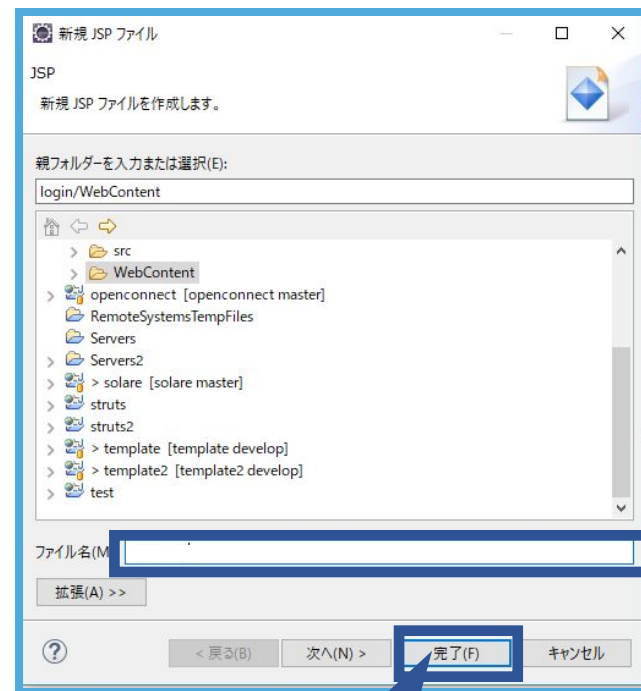 新規 JSP ファイル
JSP
新規 JSP ファイルを作成します。
親フォルダーを入力または選択(E):
login/WebContent
src
WebContent
openconnect [openconnect master]
RemoteSystemsTempFiles
Servers
Servers2
> solare [solare master]
struts
struts2
> template [template develop]
> template2 [template2 develop]
test
ファイル名(M
拡張(A) >>
< 戻る(B) 次へ(N) > 完了(F) キャンセル